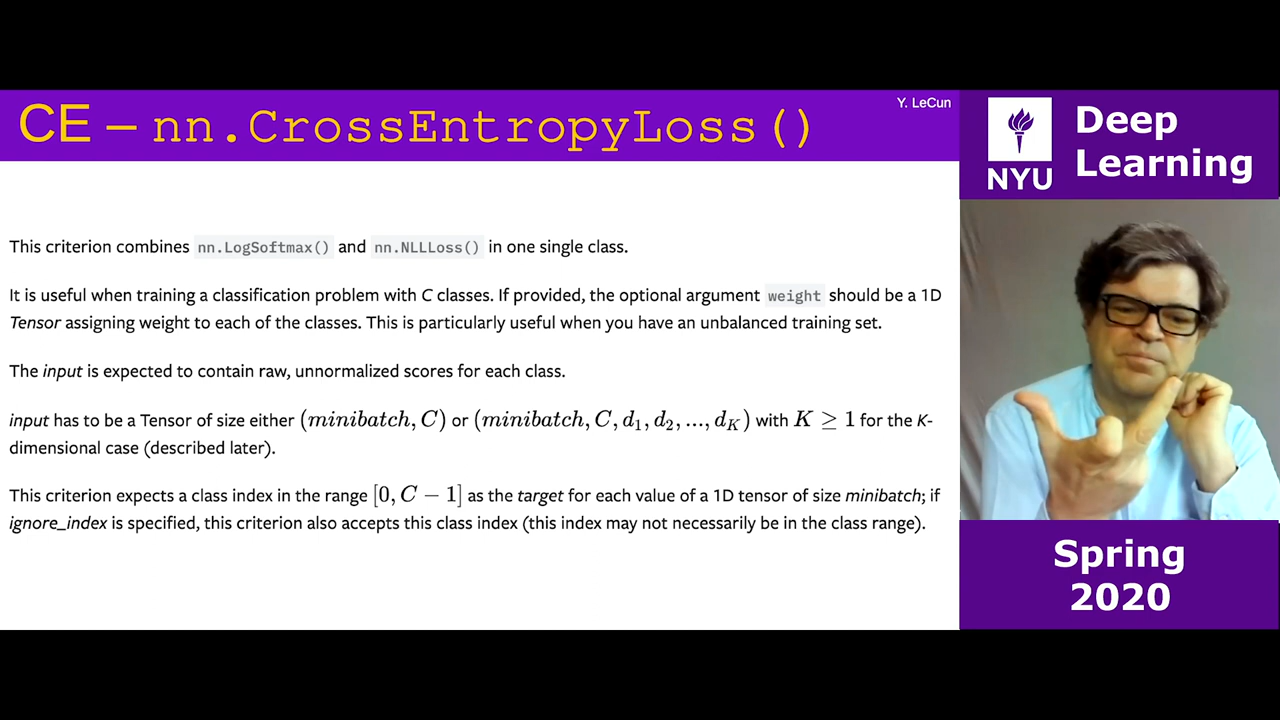 CE – nn.CrossEntropyLoss()
Y. LeCun
This criterion combines nn.LogSoftmax() and nn.NLLLoss() in one single class.
It is useful when training a classification problem with C classes. If provided, the optional argument weight should be a 1D
Tensor assigning weight to each of the classes. This is particularly useful when you have an unbalanced training set.
The input is expected to contain raw, unnormalized scores for each class.
input has to be a Tensor of size either (minibatch, C) or (minibatch, C, d₁, d₂, ..., d_K) with K ≥ 1 for the K-
dimensional case (described later).
This criterion expects a class index in the range [0, C − 1] as the target for each value of a 1D tensor of size minibatch; if
ignore_index is specified, this criterion also accepts this class index (this index may not necessarily be in the class range).
NYU
Deep
Learning
Spring
2020